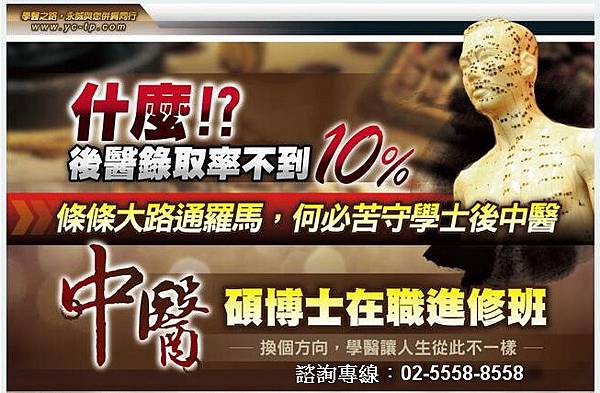 學醫之路，永誠與您併肩同行
www.yc-tp.com
什麼!?
後醫錄取率不到10%
條條大路通羅馬，何必苦守學士後中醫
中醫
碩博士在職進修班
換個方向，學醫讓人生從此不一樣
諮詢專線：02-5558-8558